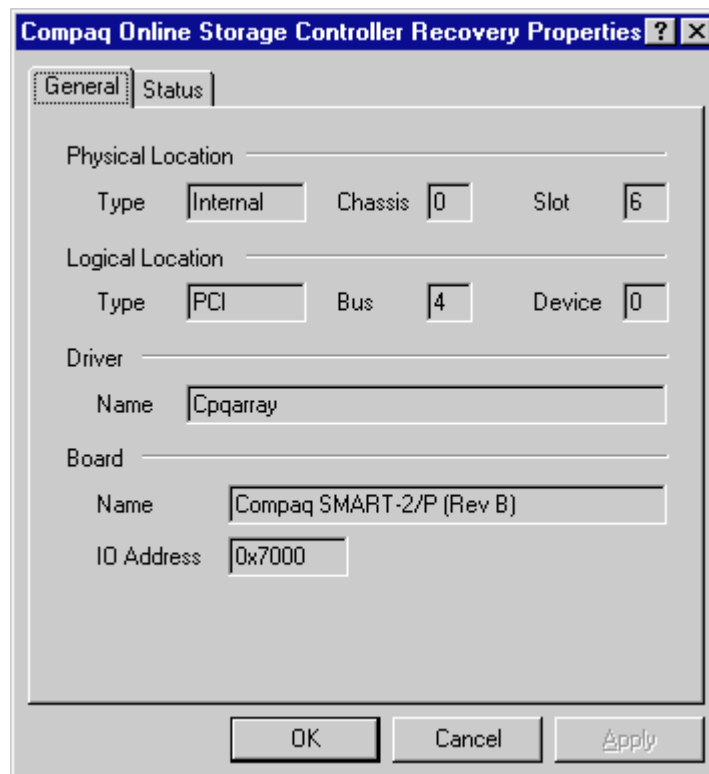 Compaq Online Storage Controller Recovery Properties ? ×
General Status
Physical Location
Type Internal Chassis 0 Slot 6
Logical Location
Type PCI Bus 4 Device 0
Driver
Name Cpqarray
Board
Name Compaq SMART-2/P (Rev B)
IO Address 0x7000
OK Cancel Apply